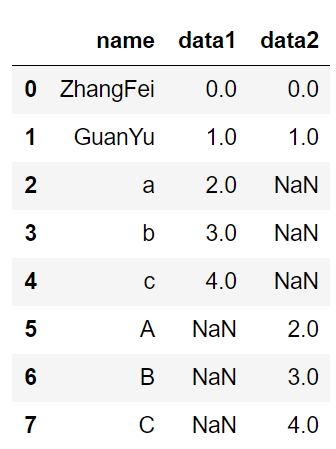 name data1 data2
0 ZhangFei 0.0 0.0
1 GuanYu 1.0 1.0
2 a 2.0 NaN
3 b 3.0 NaN
4 c 4.0 NaN
5 A NaN 2.0
6 B NaN 3.0
7 C NaN 4.0